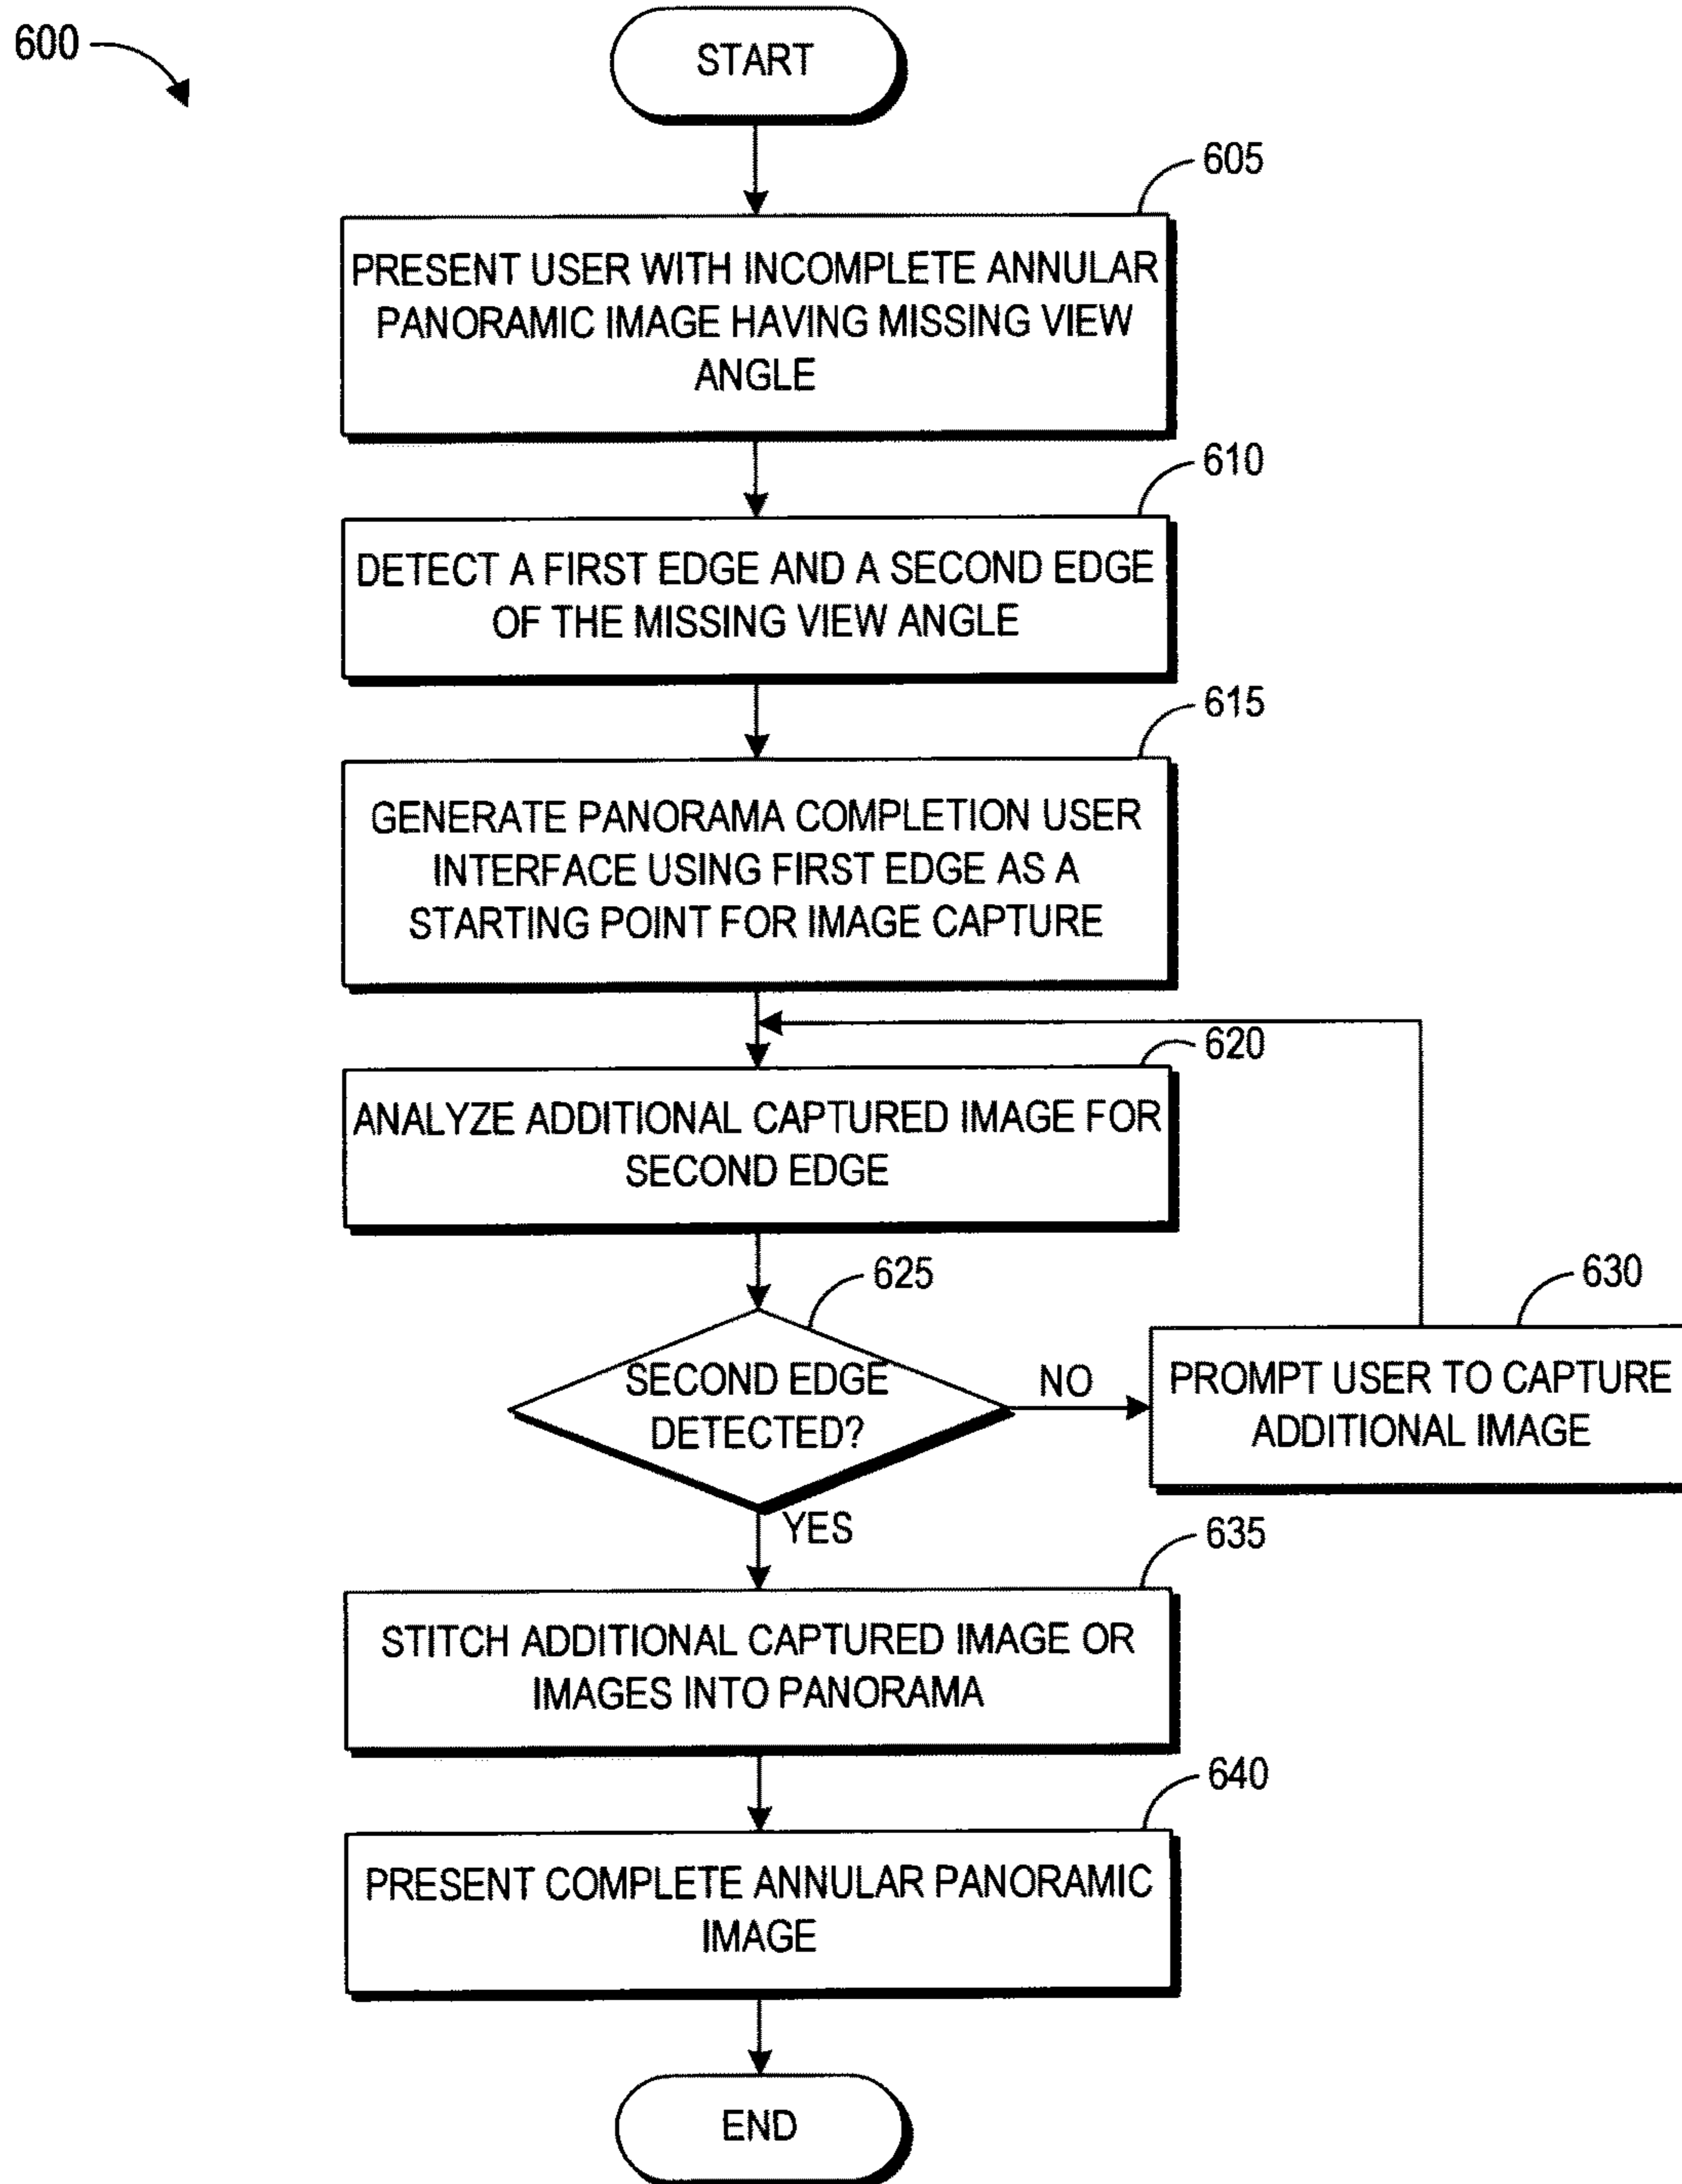 600
START
605
PRESENT USER WITH INCOMPLETE ANNULAR
PANORAMIC IMAGE HAVING MISSING VIEW
ANGLE
610
DETECT A FIRST EDGE AND A SECOND EDGE
OF THE MISSING VIEW ANGLE
615
GENERATE PANORAMA COMPLETION USER
INTERFACE USING FIRST EDGE AS A
STARTING POINT FOR IMAGE CAPTURE
620
ANALYZE ADDITIONAL CAPTURED IMAGE FOR
SECOND EDGE
625
SECOND EDGE
DETECTED?
NO
630
PROMPT USER TO CAPTURE
ADDITIONAL IMAGE
YES
635
STITCH ADDITIONAL CAPTURED IMAGE OR
IMAGES INTO PANORAMA
640
PRESENT COMPLETE ANNULAR PANORAMIC
IMAGE
END